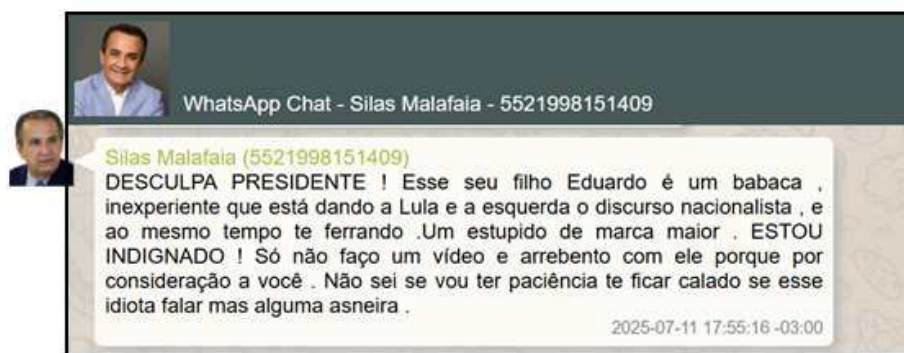 WhatsApp Chat - Silas Malafaia - 5521998151409
Silas Malafaia (5521998151409)
DESCULPA PRESIDENTE ! Esse seu filho Eduardo é um babaca ,
inexperiente que está dando a Lula e a esquerda o discurso nacionalista , e
ao mesmo tempo te ferrando .Um estupido de marca maior . ESTOU
INDIGNADO ! Só não faço um vídeo e arrebento com ele porque por
consideração a você . Não sei se vou ter paciência te ficar calado se esse
idiota falar mas alguma asneira .
2025-07-11 17:55:16 -03:00